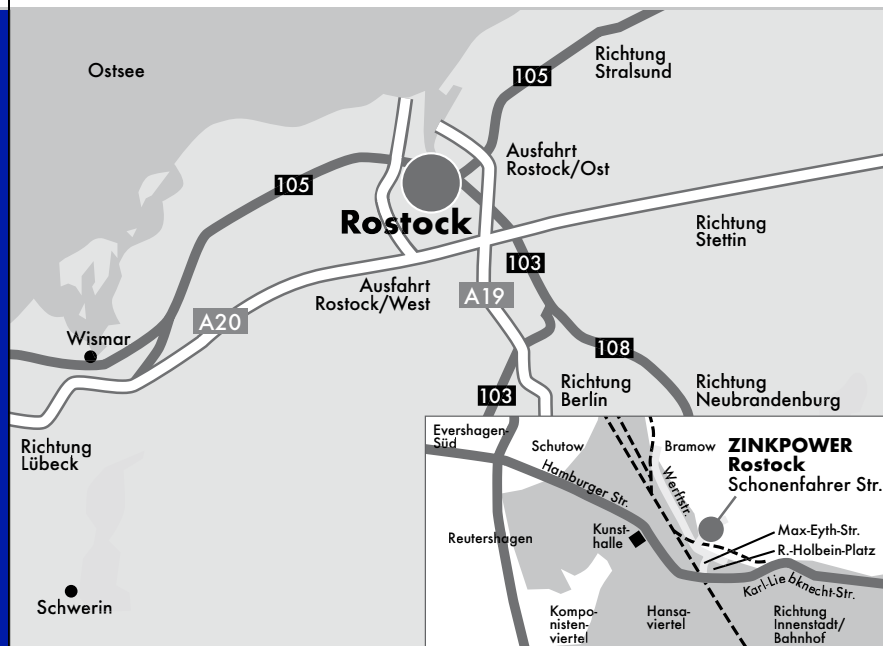 Ostsee
Richtung
Stralsund
105
Ausfahrt
Rostock/Ost
105
Rostock
Richtung
Stettin
103
Ausfahrt
Rostock/West
A19
A20
Wismar
108
103
Richtung
Berlin
Richtung
Neubrandenburg
Richtung
Lübeck
Schwerin
Evershagen-
Süd
Schutow
Bramow
ZINKPOWER
Rostock
Schonenfahrer Str.
Hamburger Str.
Werftstr.
Reutershagen
Kunst-
halle
Max-Eyth-Str.
R.-Holbein-Platz
Karl-Liebknecht-Str.
Kompo-
nisten-
viertel
Hansa-
viertel
Richtung
Innenstadt/
Bahnhof